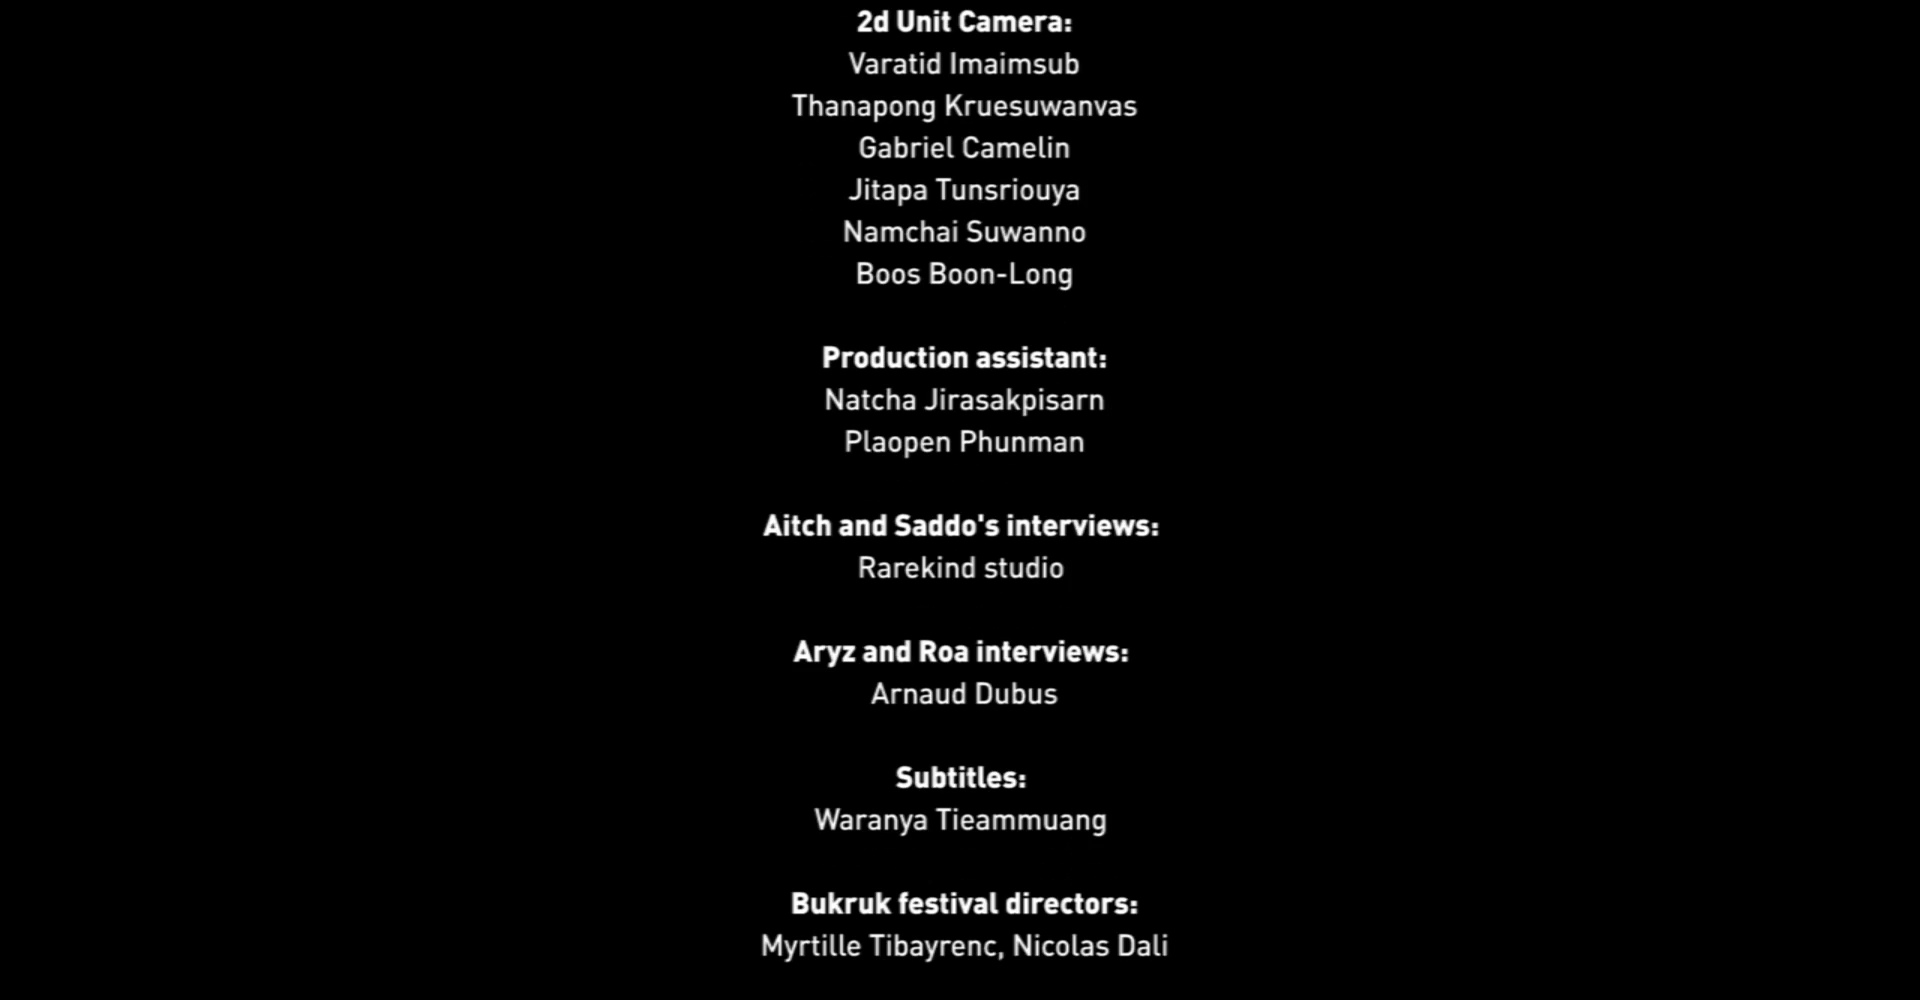 2d Unit Camera:
Varatid Imaimsub
Thanapong Kruesuwanvas
Gabriel Camelin
Jitapa Tunsriouya
Namchai Suwanno
Boos Boon-Long
Production assistant:
Natcha Jirasakpisarn
Plaopen Phunman
Aitch and Saddo's interviews:
Rarekind studio
Aryz and Roa interviews:
Arnaud Dubus
Subtitles:
Waranya Tieammuang
Bukruk festival directors:
Myrtille Tibayrenc, Nicolas Dali